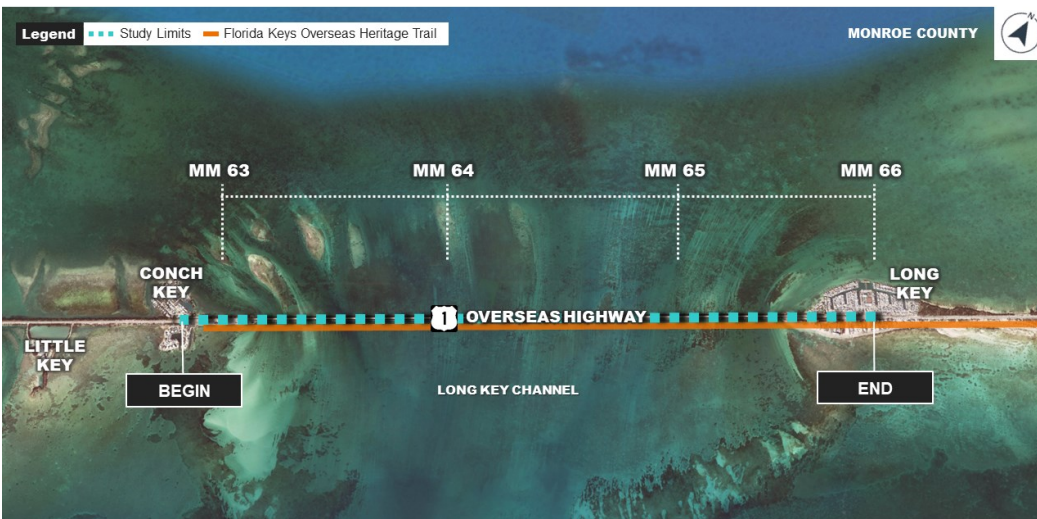 Legend Study Limits Florida Keys Overseas Heritage Trail
MONROE COUNTY
N
MM 63 MM 64 MM 65 MM 66
CONCH
KEY
LONG
KEY
1 OVERSEAS HIGHWAY
LITTLE
KEY
BEGIN
LONG KEY CHANNEL
END